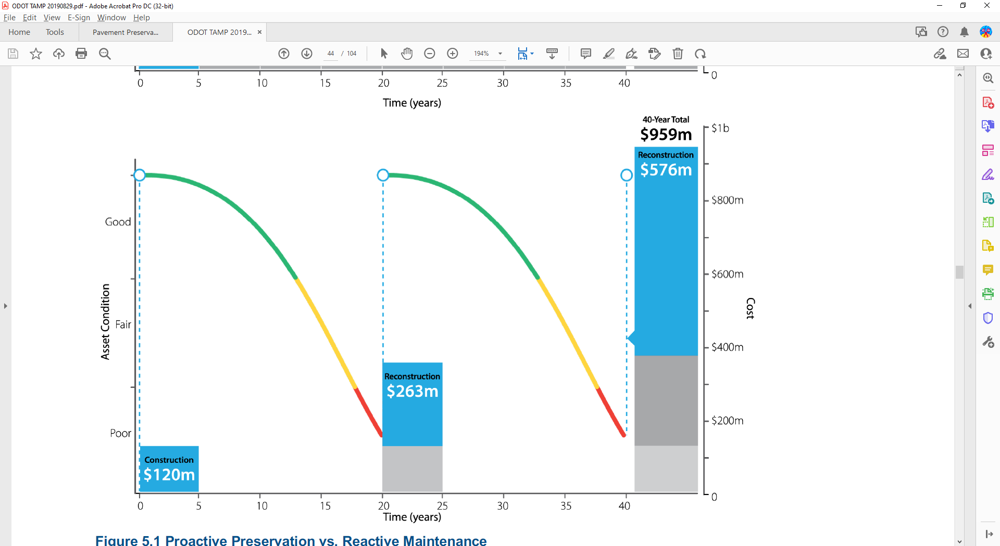 ODOT TAMP 20190829.pdf - Adobe Acrobat Pro DC (32-bit)
File Edit View E-Sign Window Help
Home Tools Pavement Preserva... ODOT TAMP 2019... ×
44 / 104 194%
0
0 5 10 15 20 25 30 35 40
Time (years)
40-Year Total
$959m
$1b
Reconstruction
$576m
$800m
Good
$600m
Asset Condition
Fair
Cost
$400m
Reconstruction
$263m
$200m
Poor
Construction
$120m
0
0 5 10 15 20 25 30 35 40
Time (years)
Figure 5.1 Proactive Preservation vs. Reactive Maintenance